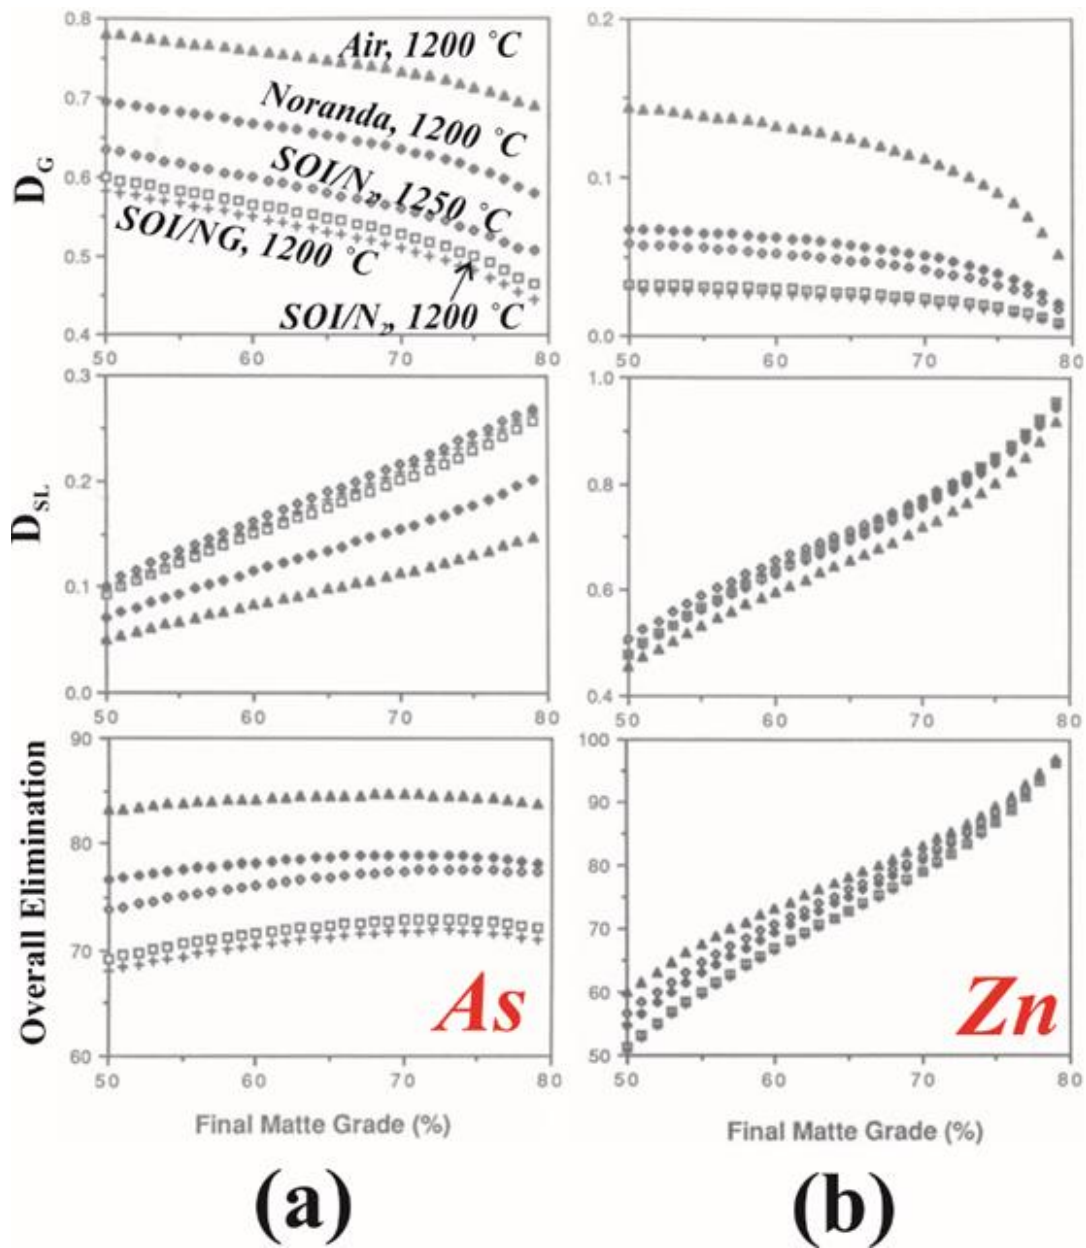 0.8
0.7
0.6
0.5
0.4
50 60 70 80
D_G
Air, 1200 °C
Noranda, 1200 °C
SOI/N₂, 1250 °C
SOI/NG, 1200 °C
SOI/N₂, 1200 °C
0.2
0.1
0.0
50 60 70 80
0.3
0.2
0.1
0.0
50 60 70 80
D_SL
1.0
0.8
0.6
0.4
50 60 70 80
90
80
70
60
50 60 70 80
Overall Elimination
As
Final Matte Grade (%)
100
90
80
70
60
50
50 60 70 80
Zn
Final Matte Grade (%)
(a) (b)